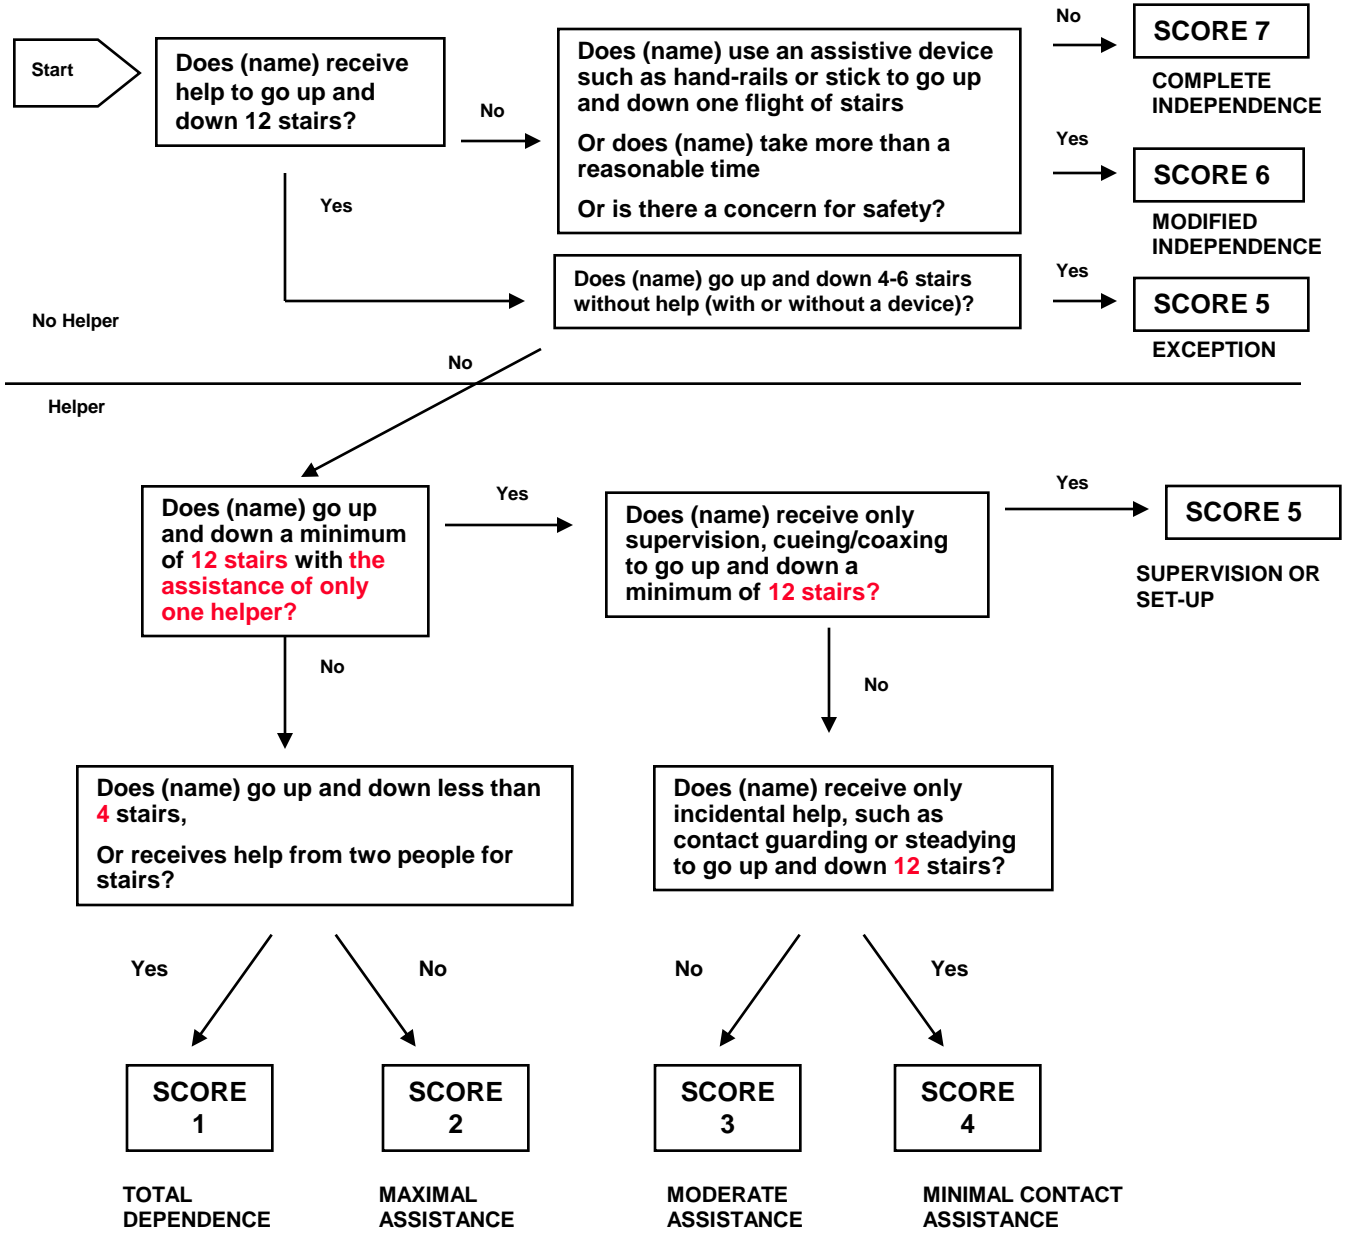 Start
Does (name) receive
help to go up and
down 12 stairs?
No
Yes
Does (name) use an assistive device
such as hand-rails or stick to go up
and down one flight of stairs
Or does (name) take more than a
reasonable time
Or is there a concern for safety?
No
SCORE 7
COMPLETE
INDEPENDENCE
Yes
SCORE 6
MODIFIED
INDEPENDENCE
Does (name) go up and down 4-6 stairs
without help (with or without a device)?
Yes
SCORE 5
EXCEPTION
No Helper
No
Helper
Does (name) go up
and down a minimum
of 12 stairs with the
assistance of only
one helper?
Yes
Does (name) receive only
supervision, cueing/coaxing
to go up and down a
minimum of 12 stairs?
Yes
SCORE 5
SUPERVISION OR
SET-UP
No
No
Does (name) go up and down less than
4 stairs,
Or receives help from two people for
stairs?
Does (name) receive only
incidental help, such as
contact guarding or steadying
to go up and down 12 stairs?
Yes
No
No
Yes
SCORE
1
SCORE
2
SCORE
3
SCORE
4
TOTAL
DEPENDENCE
MAXIMAL
ASSISTANCE
MODERATE
ASSISTANCE
MINIMAL CONTACT
ASSISTANCE